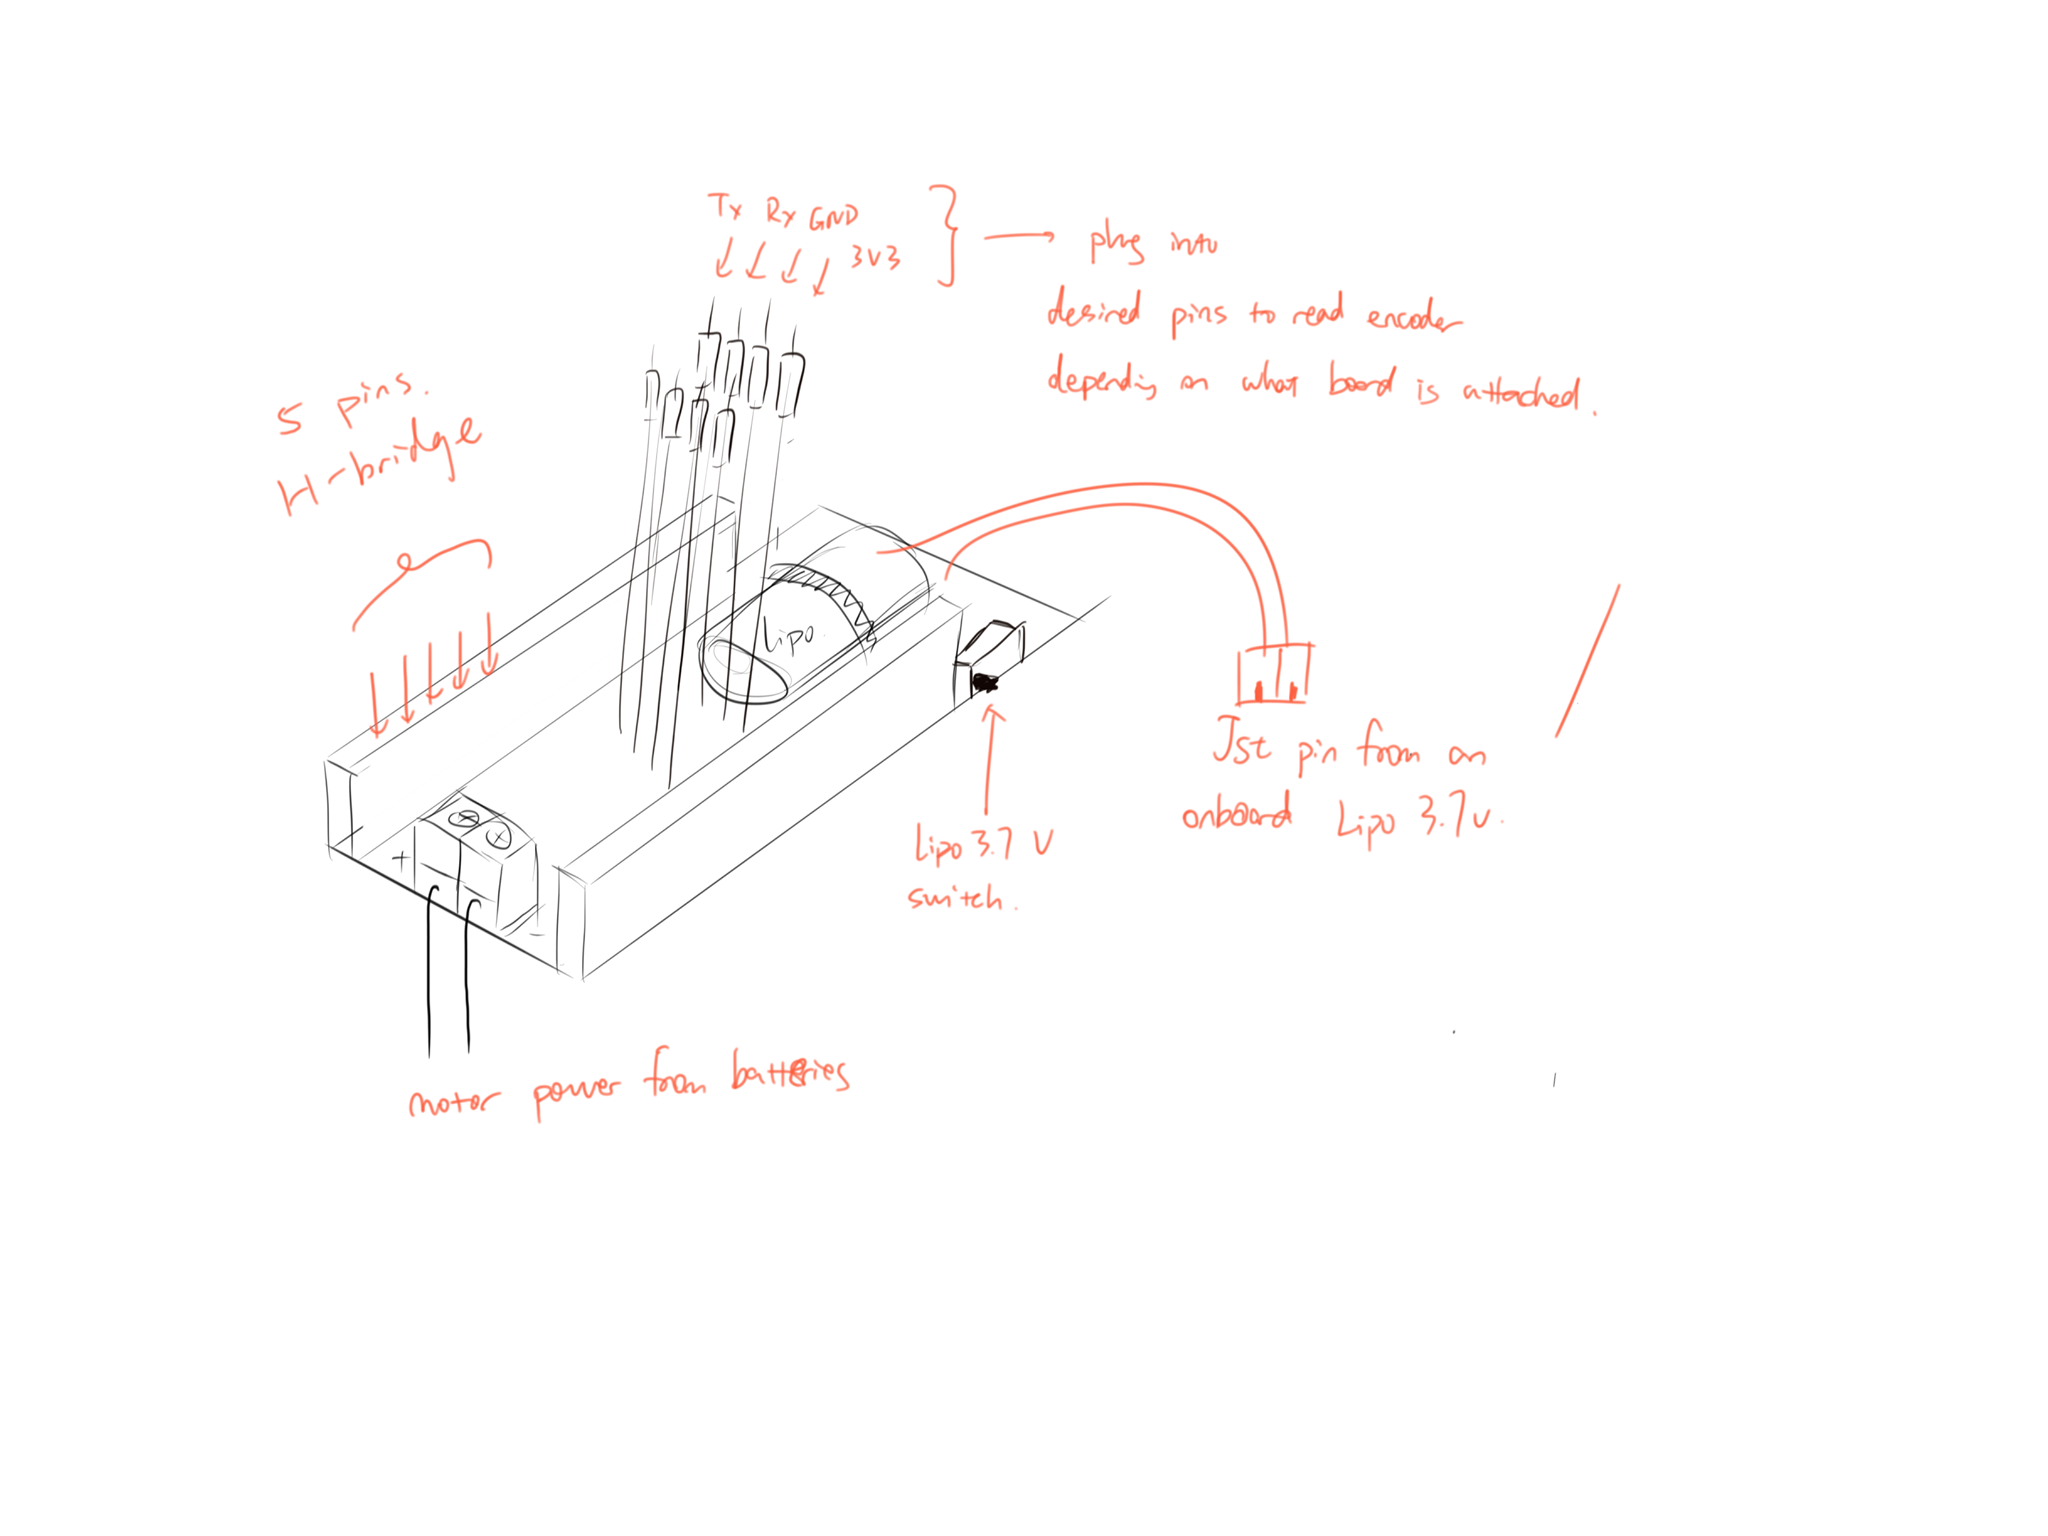 Tx Rx GND
3V3
plug into
desired pins to read encoder
depending on what board is attached.
5 pins.
H-bridge
Lipo
+
-
Lipo 3.7 V
switch.
Jst pin from an
onboard Lipo 3.7v.
motor power from batteries